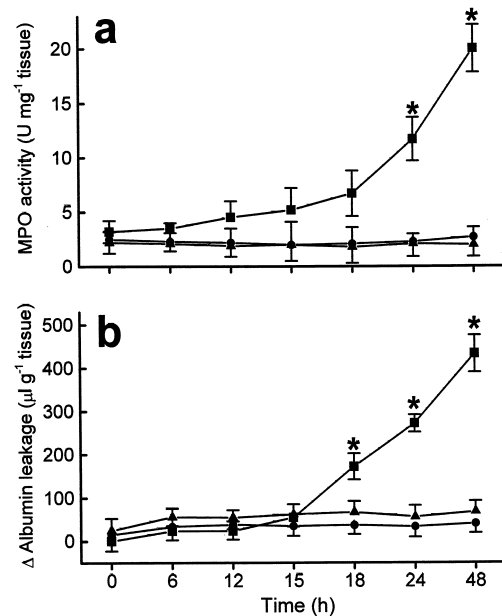 a
MPO activity (U mg⁻¹ tissue)
20
15
10
5
0
*
*
b
Δ Albumin leakage (μl g⁻¹ tissue)
500
400
300
200
100
0
*
*
*
0 6 12 15 18 24 48
Time (h)